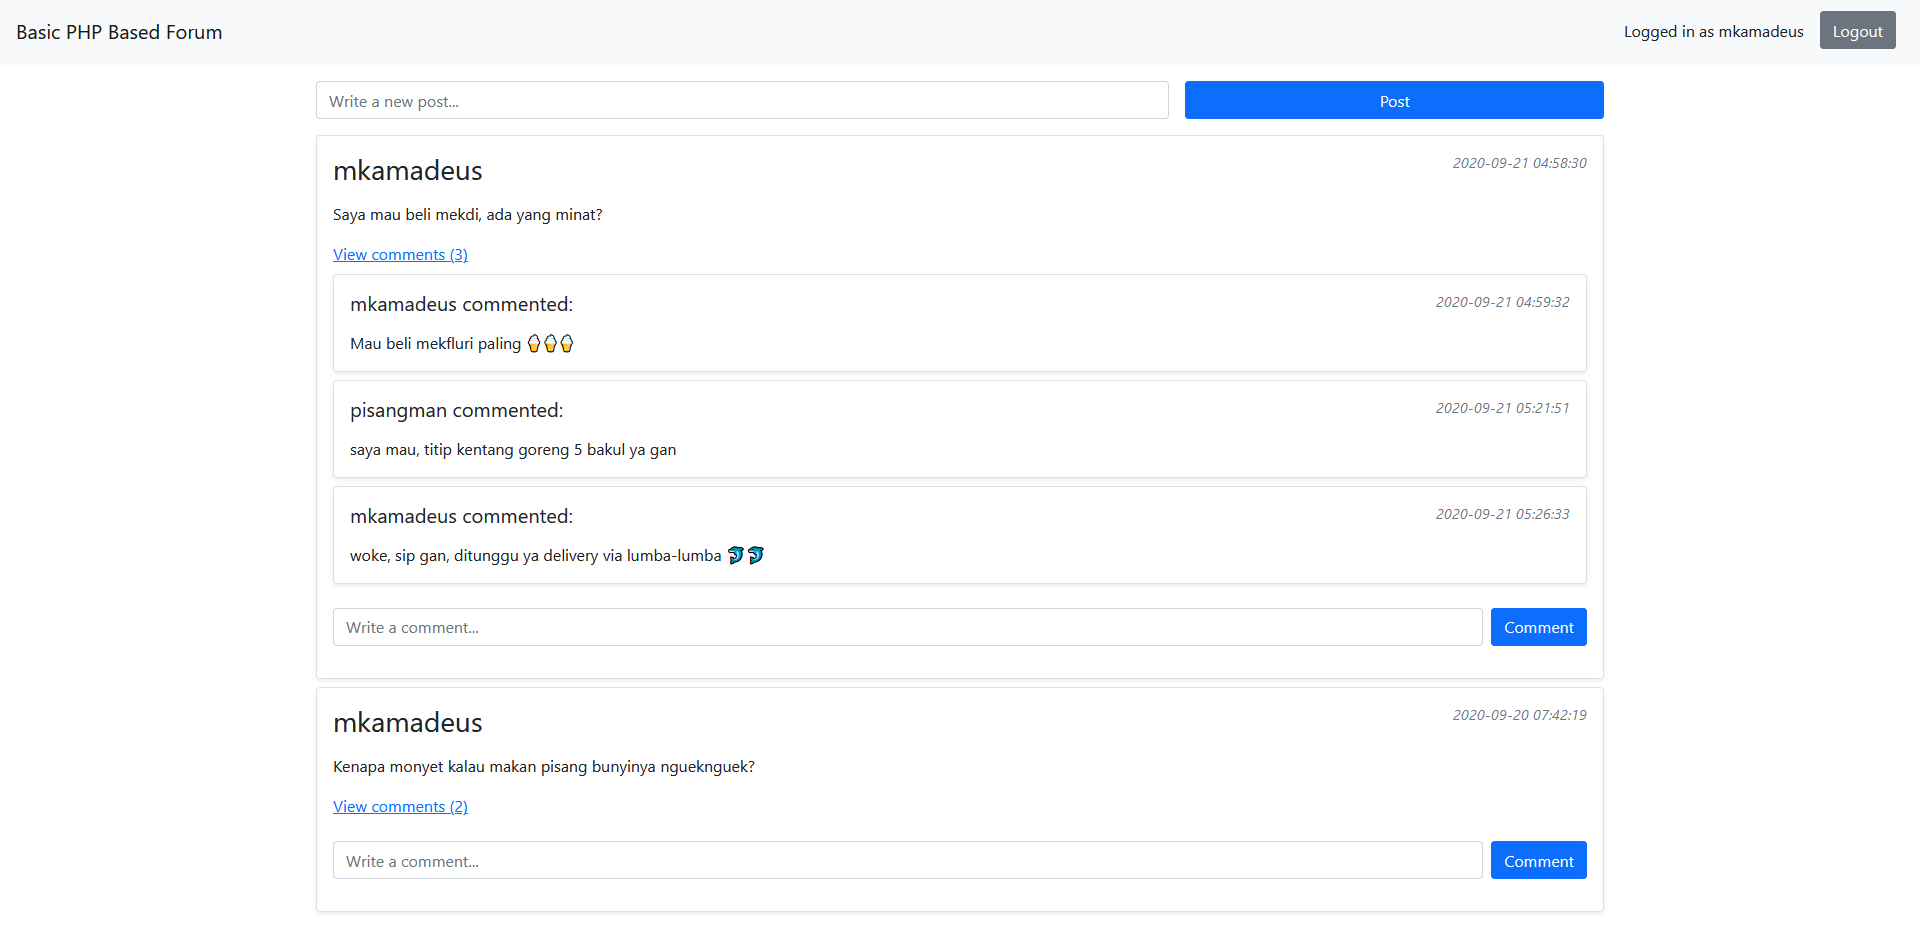 Basic PHP Based Forum
Logged in as mkamadeus
Logout
Write a new post...
Post
mkamadeus
2020-09-21 04:58:30
Saya mau beli mekdi, ada yang minat?
View comments (3)
mkamadeus commented:
2020-09-21 04:59:32
Mau beli mekfluri paling 🍦🍦🍦
pisangman commented:
2020-09-21 05:21:51
saya mau, titip kentang goreng 5 bakul ya gan
mkamadeus commented:
2020-09-21 05:26:33
woke, sip gan, ditunggu ya delivery via lumba-lumba 🐬🐬
Write a comment...
Comment
mkamadeus
2020-09-20 07:42:19
Kenapa monyet kalau makan pisang bunyinya ngueknguek?
View comments (2)
Write a comment...
Comment